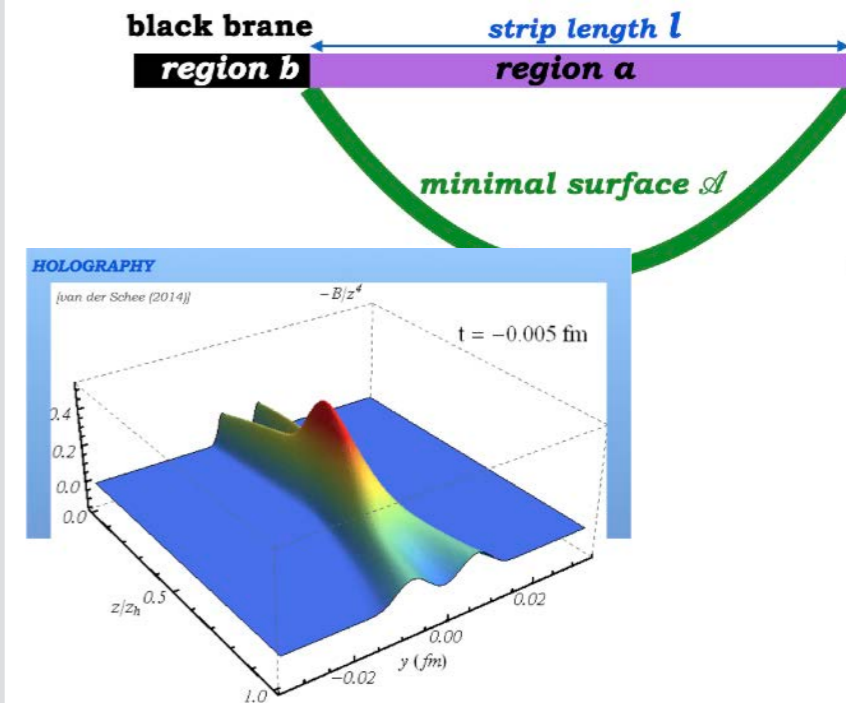 black brane
strip length l
region b
region a
minimal surface 𝒜
HOLOGRAPHY
[van der Schee (2014)]
−B/z⁴
t = −0.005 fm
0.4
0.2
0.0
0.0
0.5
z/zₕ
1.0
−0.02
0.00
0.02
y (fm)